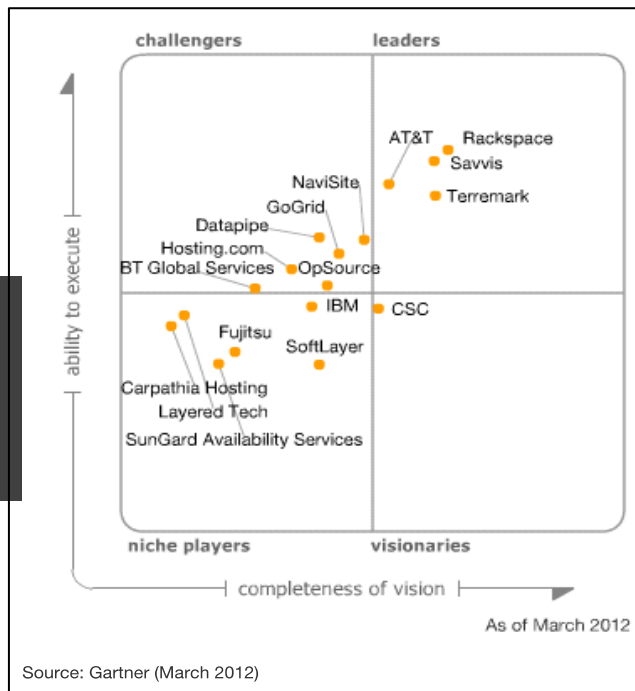 challengers
leaders
AT&T
Rackspace
Savvis
NaviSite
Terremark
GoGrid
Datapipe
Hosting.com
BT Global Services
OpSource
IBM
CSC
Fujitsu
SoftLayer
Carpathia Hosting
Layered Tech
SunGard Availability Services
niche players
visionaries
ability to execute
completeness of vision
As of March 2012
Source: Gartner (March 2012)